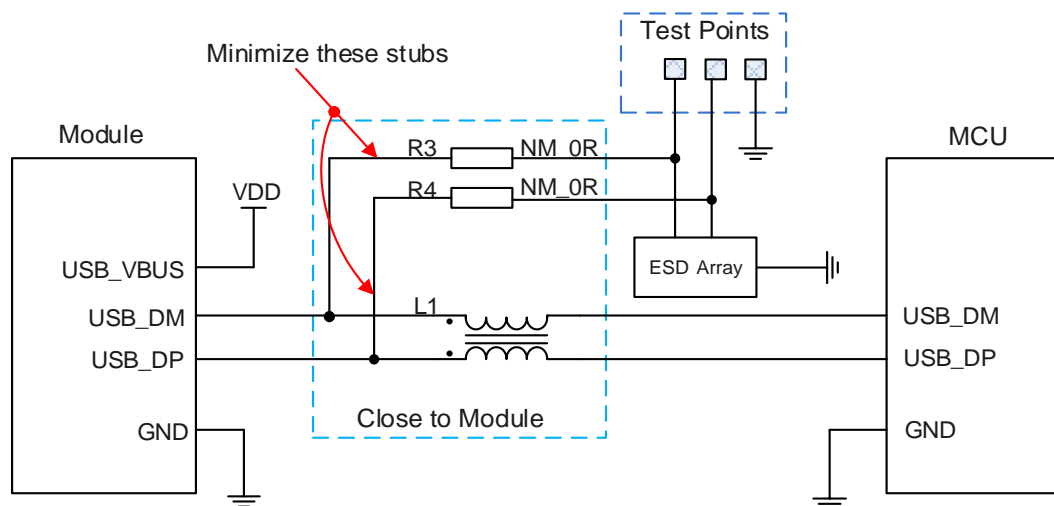 Test Points
Minimize these stubs
Module
MCU
R3
NM_0R
R4
NM_0R
VDD
ESD Array
USB_VBUS
USB_DM
L1
USB_DM
USB_DP
USB_DP
Close to Module
GND
GND